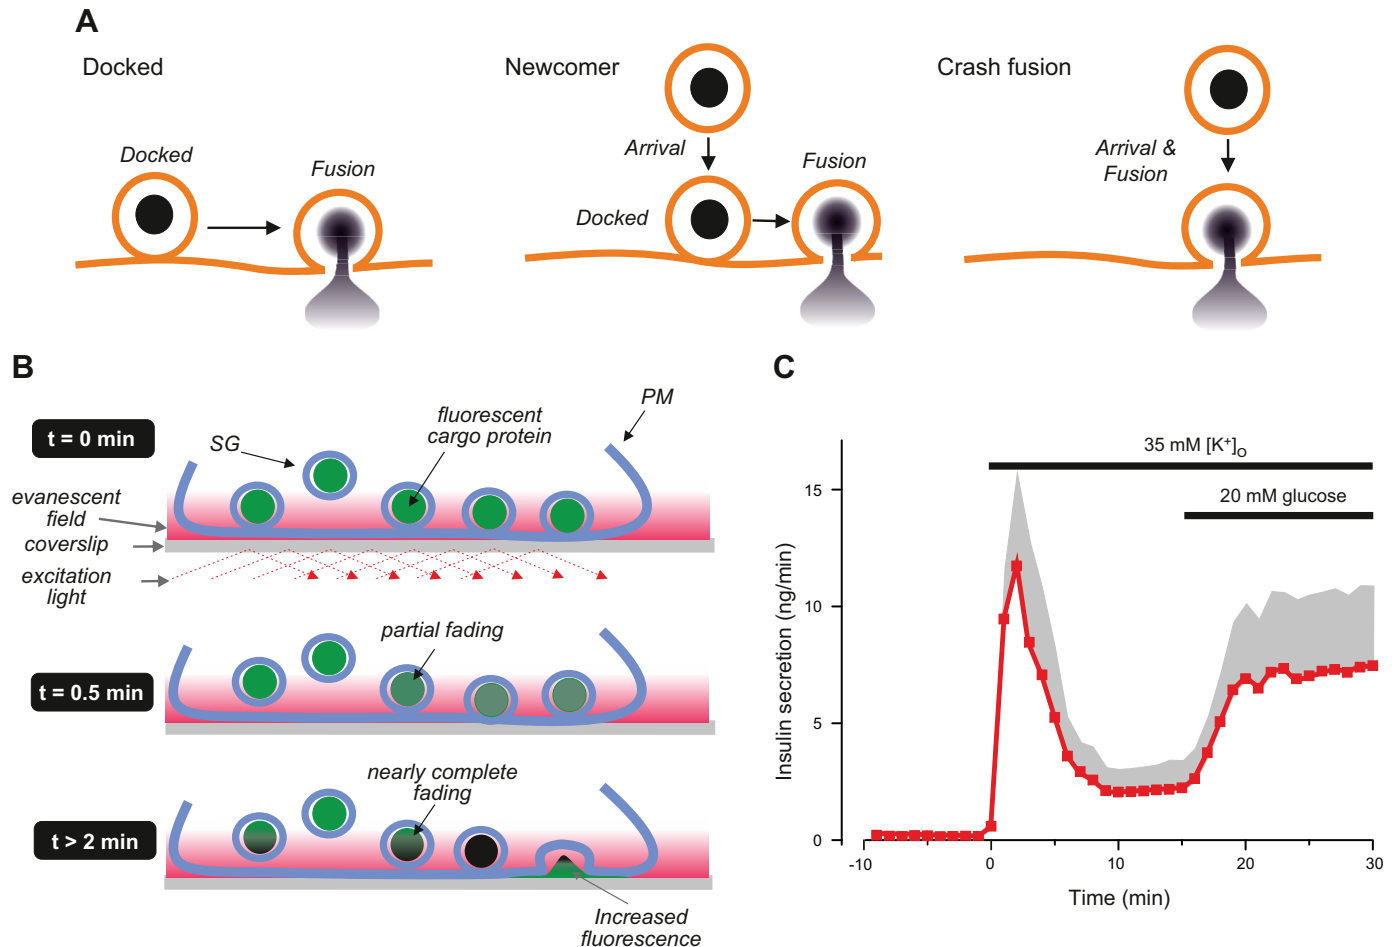 A
Docked
Docked
Fusion
Newcomer
Arrival
Docked
Fusion
Crash fusion
Arrival &
Fusion
B
t = 0 min
SG
fluorescent
cargo protein
PM
evanescent
field
coverslip
excitation
light
t = 0.5 min
partial fading
t > 2 min
nearly complete
fading
Increased
fluorescence
C
35 mM [K⁺]ₒ
20 mM glucose
Insulin secretion (ng/min)
15
10
5
0
-10
0
10
20
30
Time (min)